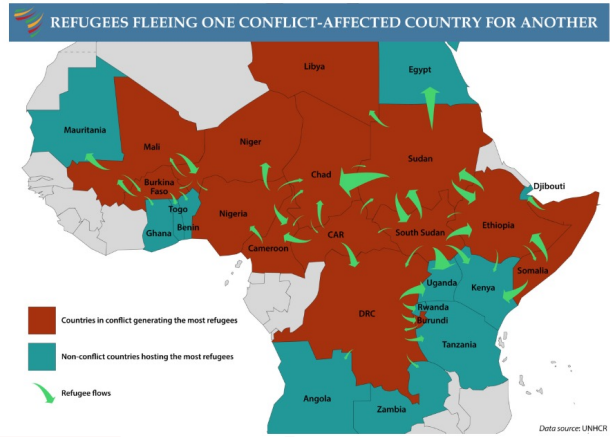 REFUGEES FLEEING ONE CONFLICT-AFFECTED COUNTRY FOR ANOTHER
Libya
Egypt
Mauritania
Mali
Niger
Chad
Sudan
Djibouti
Burkina
Faso
Togo
Ghana
Benin
Nigeria
Cameroon
CAR
South Sudan
Ethiopia
Somalia
Uganda
Kenya
Rwanda
Burundi
DRC
Tanzania
Angola
Zambia
Countries in conflict generating the most refugees
Non-conflict countries hosting the most refugees
Refugee flows
Data source: UNHCR